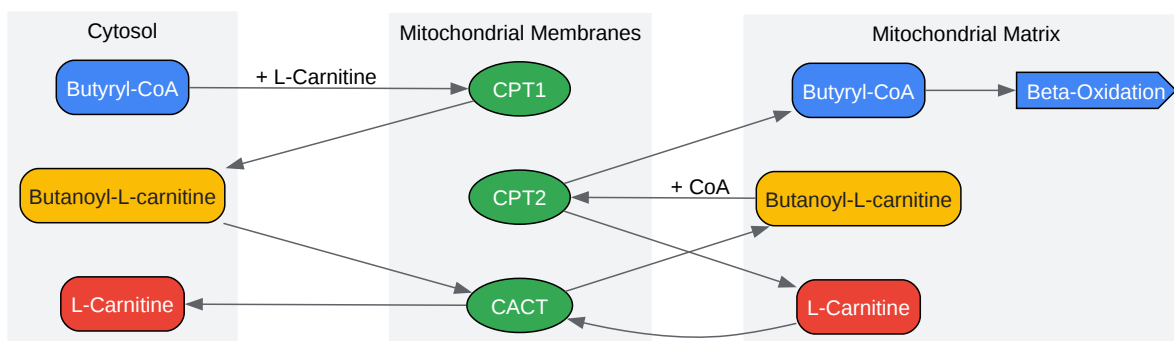 Cytosol
Mitochondrial Membranes
Mitochondrial Matrix
Butyryl-CoA
+ L-Carnitine
CPT1
Butyryl-CoA
Beta-Oxidation
Butanoyl-L-carnitine
CPT2
+ CoA
Butanoyl-L-carnitine
L-Carnitine
CACT
L-Carnitine